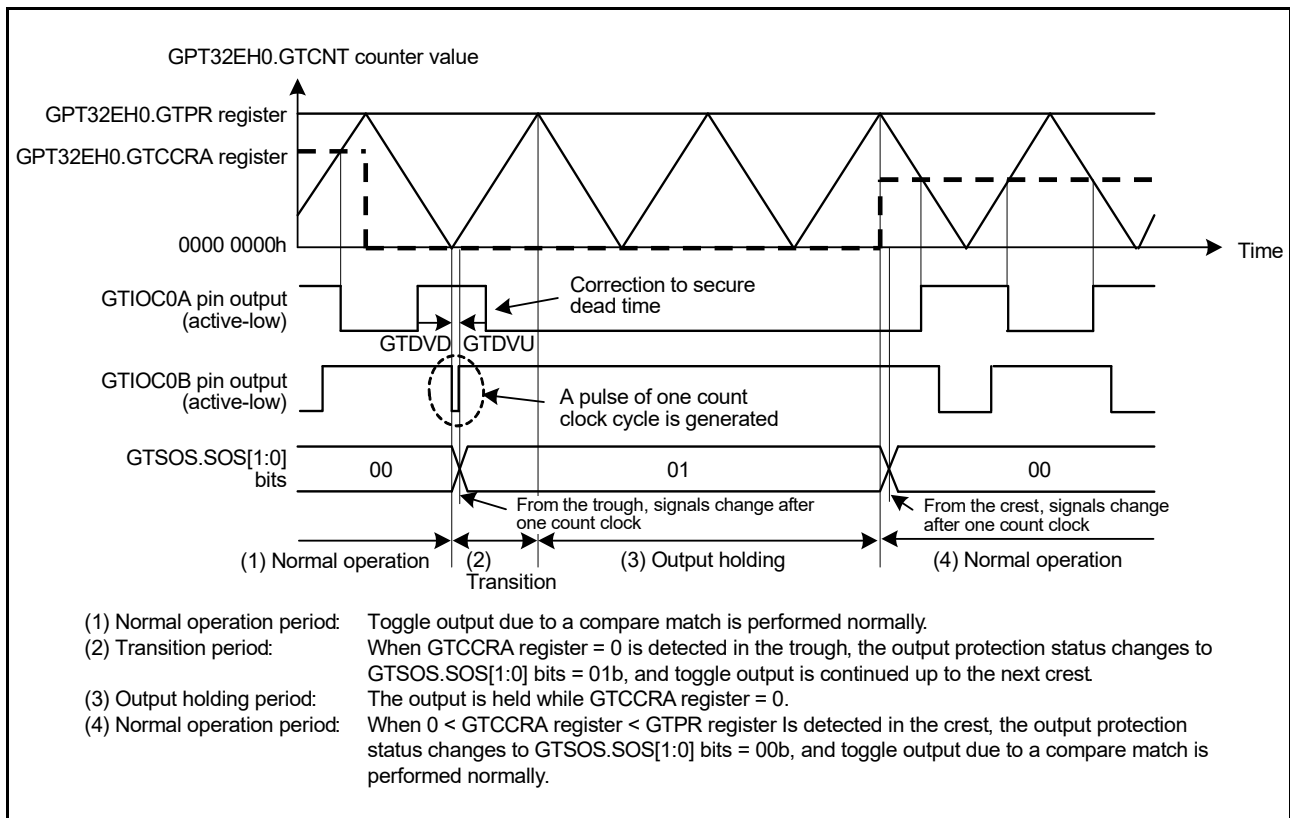 GPT32EH0.GTCNT counter value
GPT32EH0.GTPR register
GPT32EH0.GTCCRA register
0000 0000h
Time
GTIOC0A pin output
(active-low)
Correction to secure
dead time
GTDVD
GTDVU
GTIOC0B pin output
(active-low)
A pulse of one count
clock cycle is generated
GTSOS.SOS[1:0]
bits
00
01
00
From the trough, signals change after
one count clock
From the crest, signals change
after one count clock
(1) Normal operation
(2)
Transition
(3) Output holding
(4) Normal operation
(1) Normal operation period: Toggle output due to a compare match is performed normally.
(2) Transition period: When GTCCRA register = 0 is detected in the trough, the output protection status changes to
GTSOS.SOS[1:0] bits = 01b, and toggle output is continued up to the next crest.
(3) Output holding period: The output is held while GTCCRA register = 0.
(4) Normal operation period: When 0 < GTCCRA register < GTPR register Is detected in the crest, the output protection
status changes to GTSOS.SOS[1:0] bits = 00b, and toggle output due to a compare match is
performed normally.